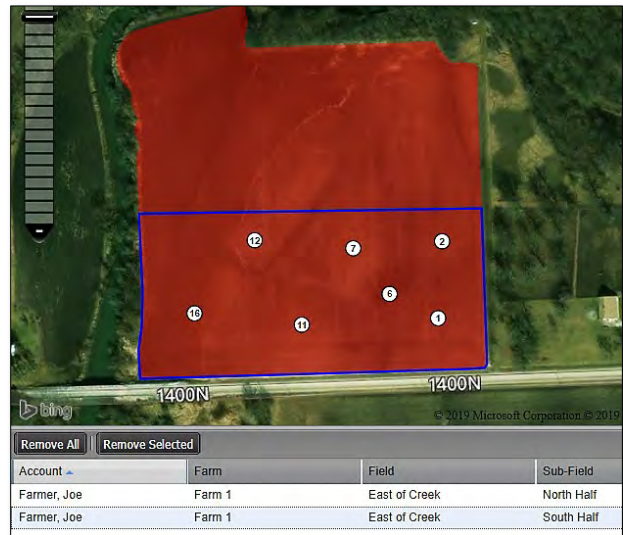 12
7
2
6
16
11
1
1400N 1400N
bing
© 2019 Microsoft Corporation © 2019
Remove All Remove Selected
Account Farm Field Sub-Field
Farmer, Joe Farm 1 East of Creek North Half
Farmer, Joe Farm 1 East of Creek South Half